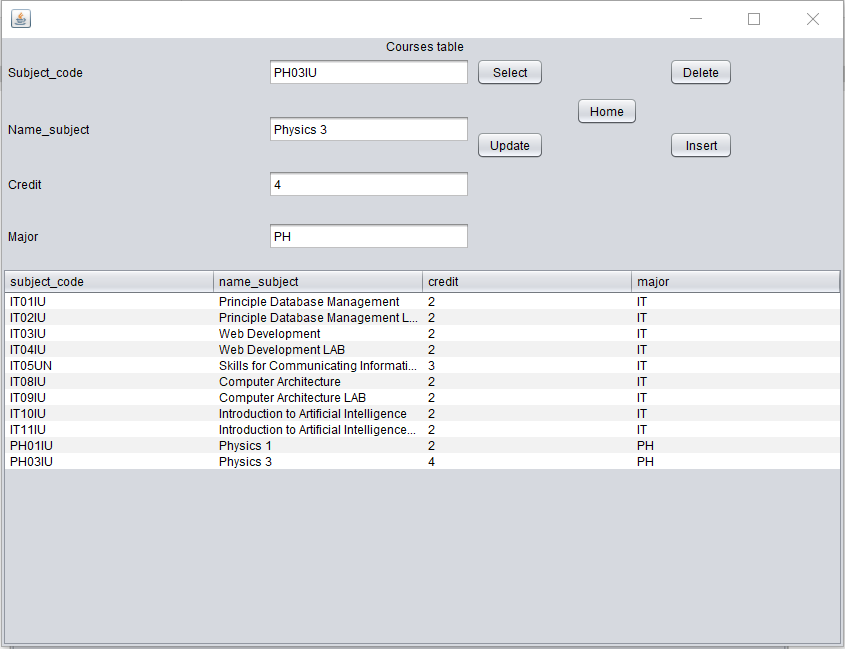 Courses table
Subject_code PH03IU Select Delete
Home
Name_subject Physics 3
Update Insert
Credit 4
Major PH
subject_code name_subject credit major
IT01IU Principle Database Management 2 IT
IT02IU Principle Database Management L... 2 IT
IT03IU Web Development 2 IT
IT04IU Web Development LAB 2 IT
IT05UN Skills for Communicating Informati... 3 IT
IT08IU Computer Architecture 2 IT
IT09IU Computer Architecture LAB 2 IT
IT10IU Introduction to Artificial Intelligence 2 IT
IT11IU Introduction to Artificial Intelligence... 2 IT
PH01IU Physics 1 2 PH
PH03IU Physics 3 4 PH